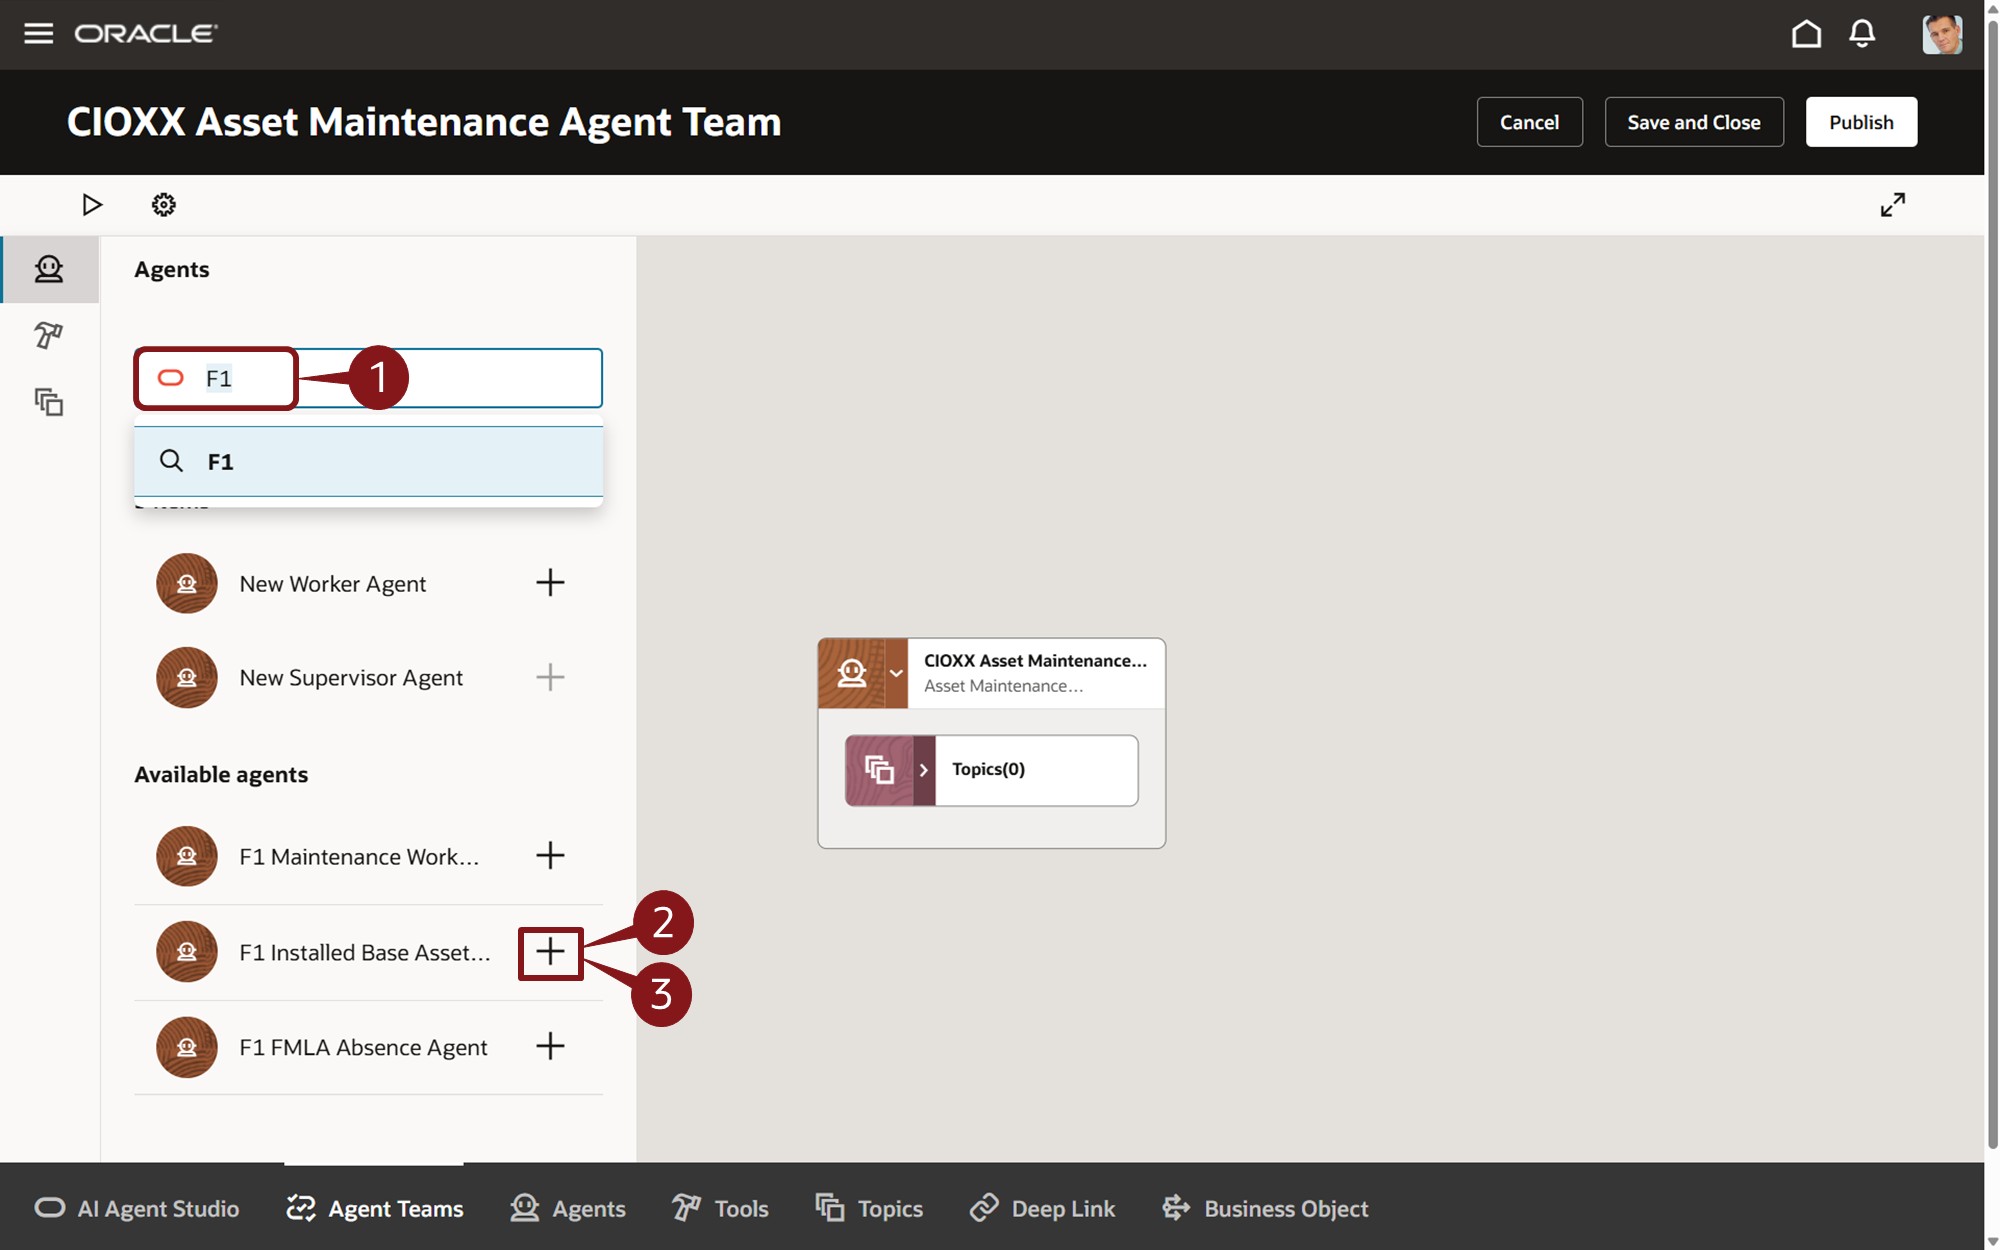 ORACLE
CIOXX Asset Maintenance Agent Team
Cancel
Save and Close
Publish
Agents
F1
1
F1
New Worker Agent
New Supervisor Agent
CIOXX Asset Maintenance...
Asset Maintenance...
Topics(0)
Available agents
F1 Maintenance Work...
F1 Installed Base Asset...
2
3
F1 FMLA Absence Agent
AI Agent Studio
Agent Teams
Agents
Tools
Topics
Deep Link
Business Object